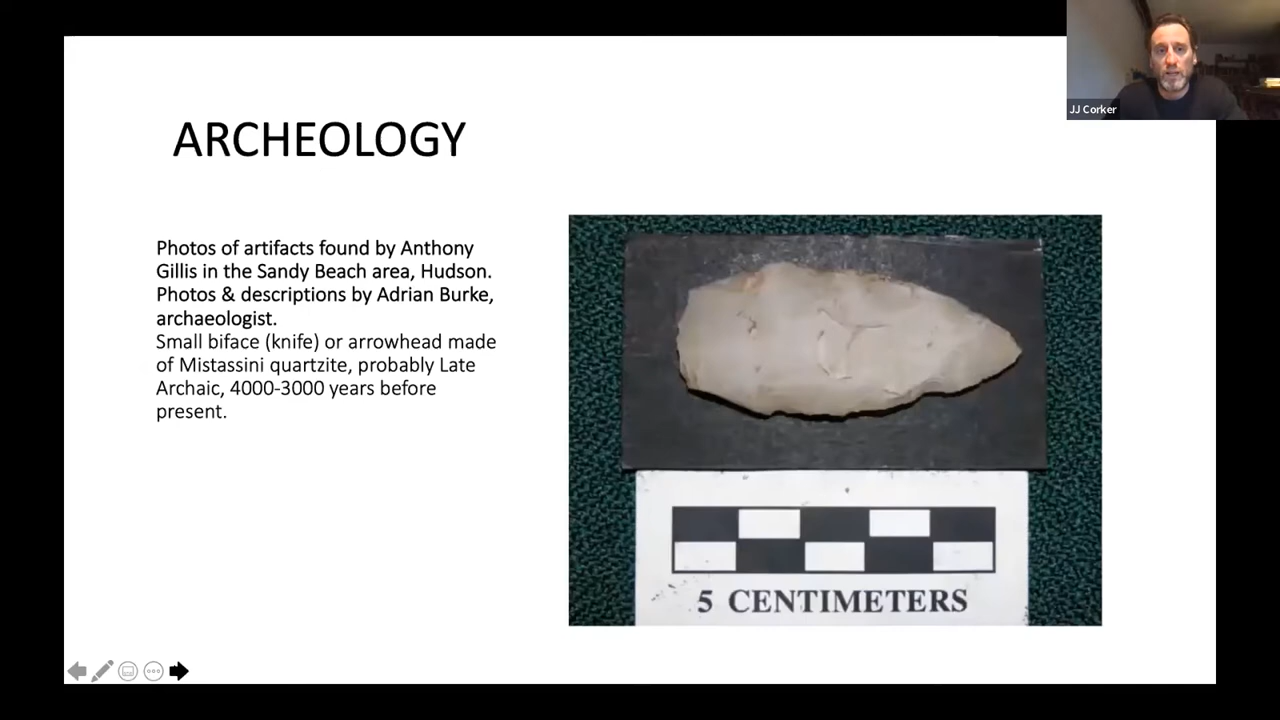 JJ Corker
ARCHEOLOGY
Photos of artifacts found by Anthony
Gillis in the Sandy Beach area, Hudson.
Photos & descriptions by Adrian Burke,
archaeologist.
Small biface (knife) or arrowhead made
of Mistassini quartzite, probably Late
Archaic, 4000-3000 years before
present.
5 CENTIMETERS